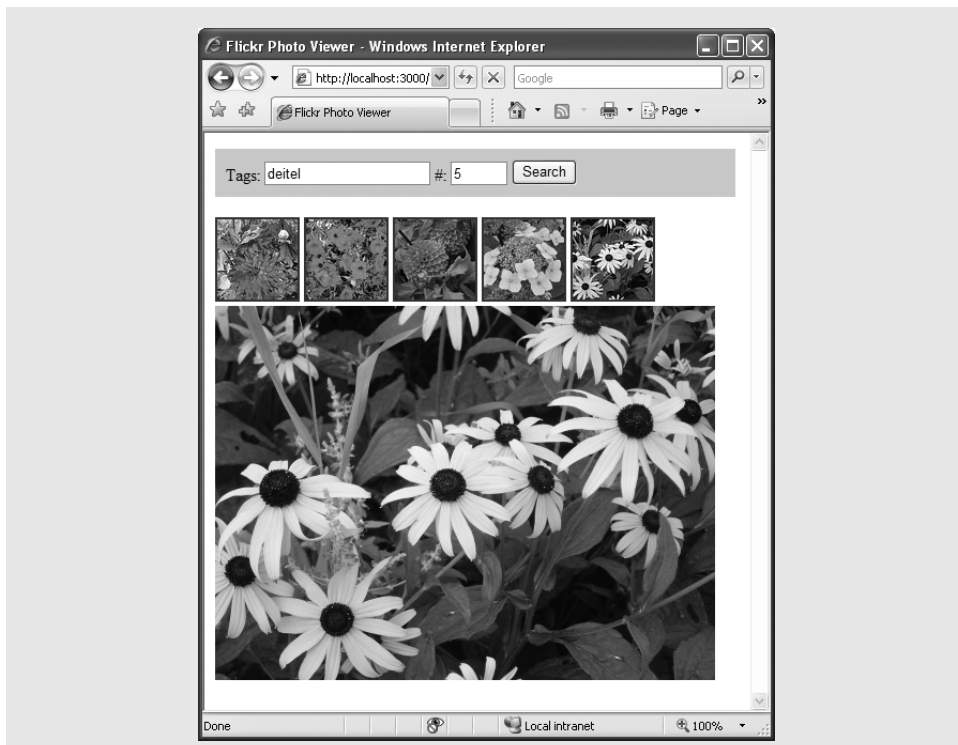 Flickr Photo Viewer - Windows Internet Explorer
http://localhost:3000/
Google
Flickr Photo Viewer
Page
»
Tags: deitel #: 5 Search
Done
Local intranet
100%